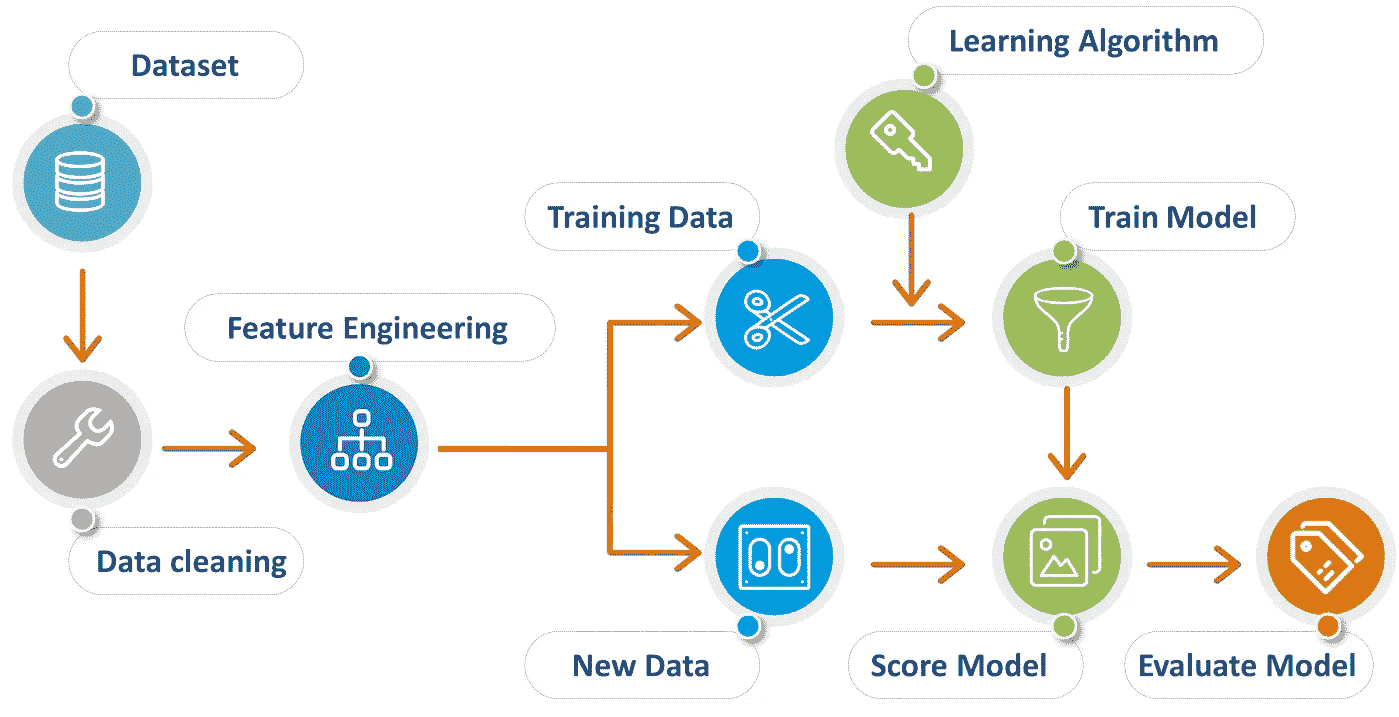 Dataset
Learning Algorithm
Training Data
Train Model
Feature Engineering
Data cleaning
New Data
Score Model
Evaluate Model